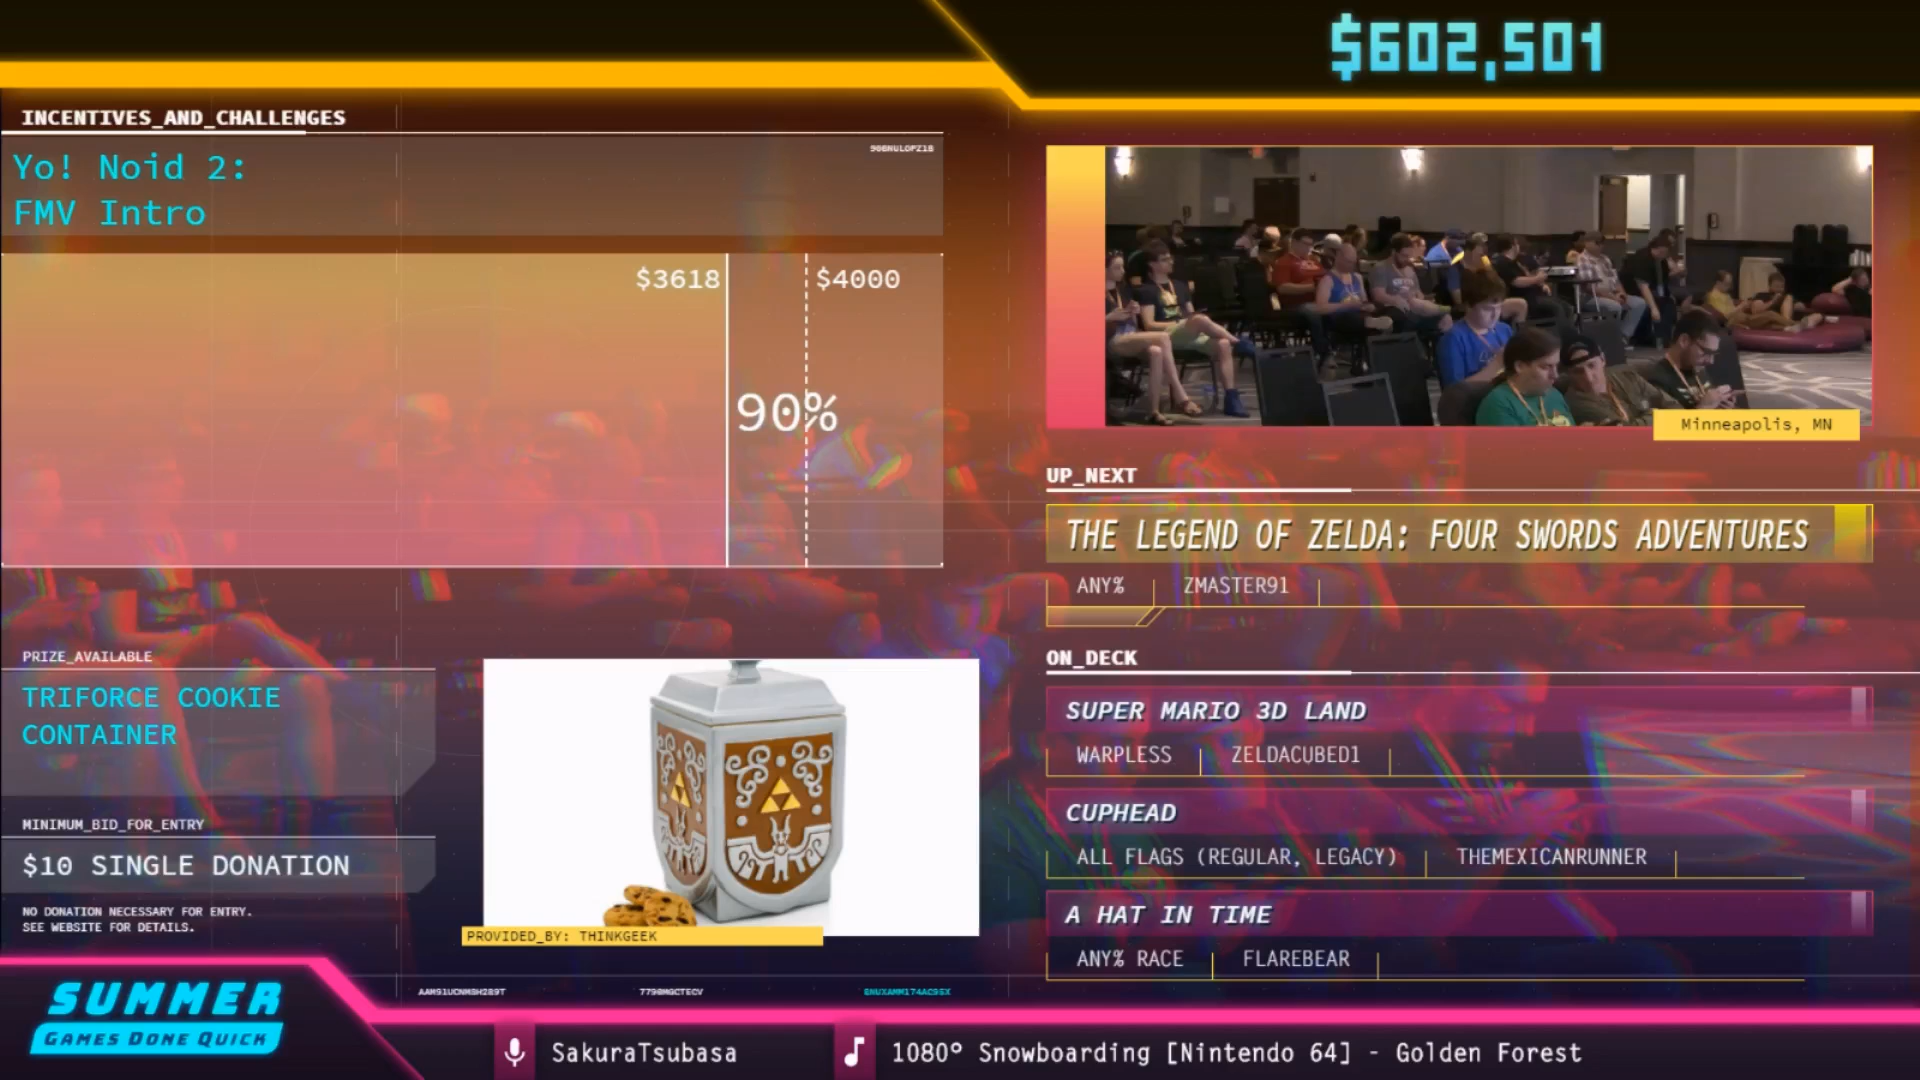 $602,501
INCENTIVES_AND_CHALLENGES
Yo! Noid 2:
FMV Intro
$3618
$4000
90%
Minneapolis, MN
UP_NEXT
THE LEGEND OF ZELDA: FOUR SWORDS ADVENTURES
ANY% ZMASTER91
ON_DECK
SUPER MARIO 3D LAND
WARPLESS ZELDACUBED1
CUPHEAD
ALL FLAGS (REGULAR, LEGACY) THEMEXICANRUNNER
A HAT IN TIME
ANY% RACE FLAREBEAR
PRIZE_AVAILABLE
TRIFORCE COOKIE
CONTAINER
MINIMUM_BID_FOR_ENTRY
$10 SINGLE DONATION
NO DONATION NECESSARY FOR ENTRY.
SEE WEBSITE FOR DETAILS.
PROVIDED_BY: THINKGEEK
SUMMER
GAMES DONE QUICK
SakuraTsubasa
1080° Snowboarding [Nintendo 64] - Golden Forest